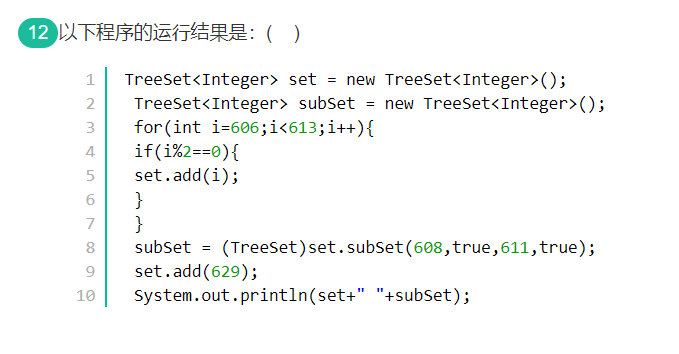 12 以下程序的运行结果是：(    )
1 TreeSet<Integer> set = new TreeSet<Integer>();
2 TreeSet<Integer> subSet = new TreeSet<Integer>();
3 for(int i=606;i<613;i++){
4 if(i%2==0){
5 set.add(i);
6 }
7 }
8 subSet = (TreeSet)set.subSet(608,true,611,true);
9 set.add(629);
10 System.out.println(set+" "+subSet);